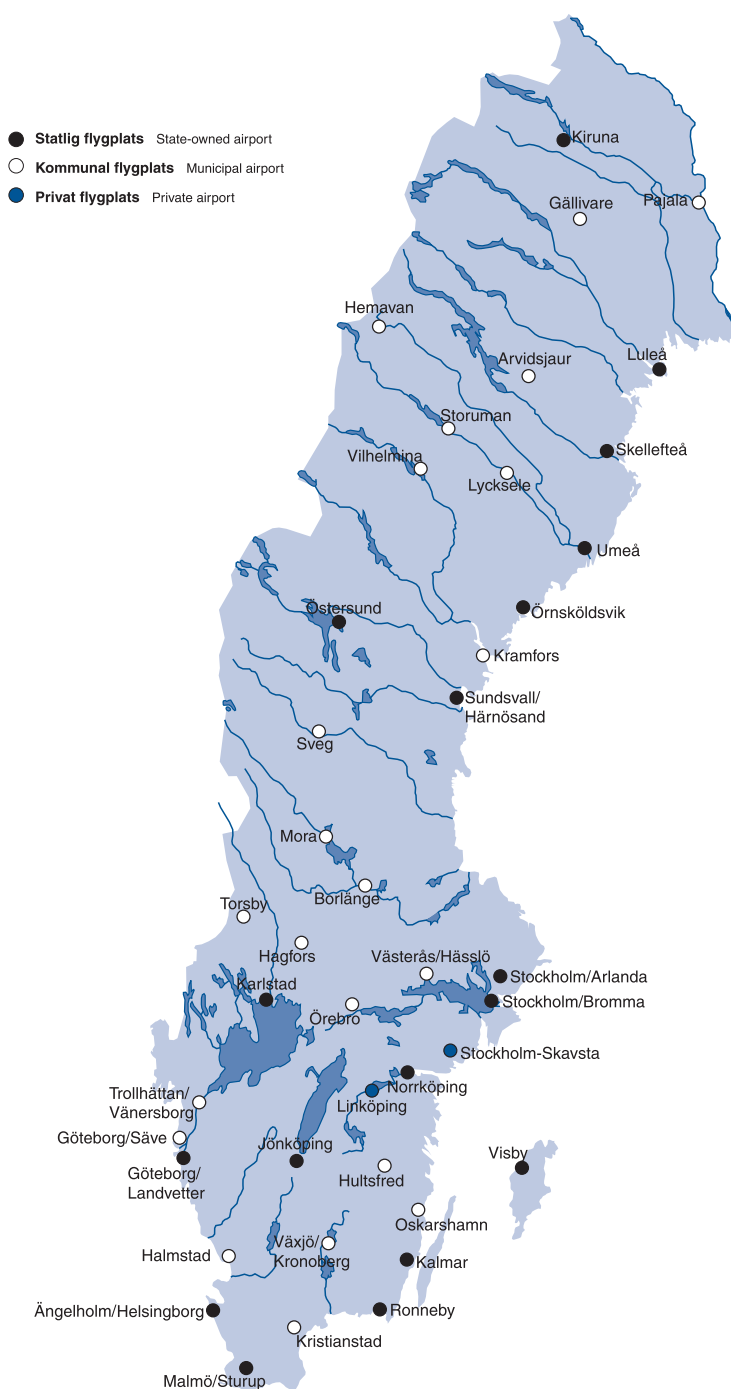 Statlig flygplats State-owned airport
Kommunal flygplats Municipal airport
Privat flygplats Private airport
Kiruna
Gällivare
Pajala
Hemavan
Arvidsjaur
Luleå
Storuman
Skellefteå
Vilhelmina
Lycksele
Umeå
Östersund
Örnsköldsvik
Kramfors
Sundsvall/
Härnösand
Sveg
Mora
Borlänge
Torsby
Hagfors
Västerås/Hässlö
Stockholm/Arlanda
Karlstad
Stockholm/Bromma
Örebro
Stockholm-Skavsta
Norrköping
Linköping
Trollhättan/
Vänersborg
Göteborg/Säve
Jönköping
Visby
Göteborg/
Landvetter
Hultsfred
Oskarshamn
Växjö/
Kronoberg
Halmstad
Kalmar
Ängelholm/Helsingborg
Ronneby
Kristianstad
Malmö/Sturup